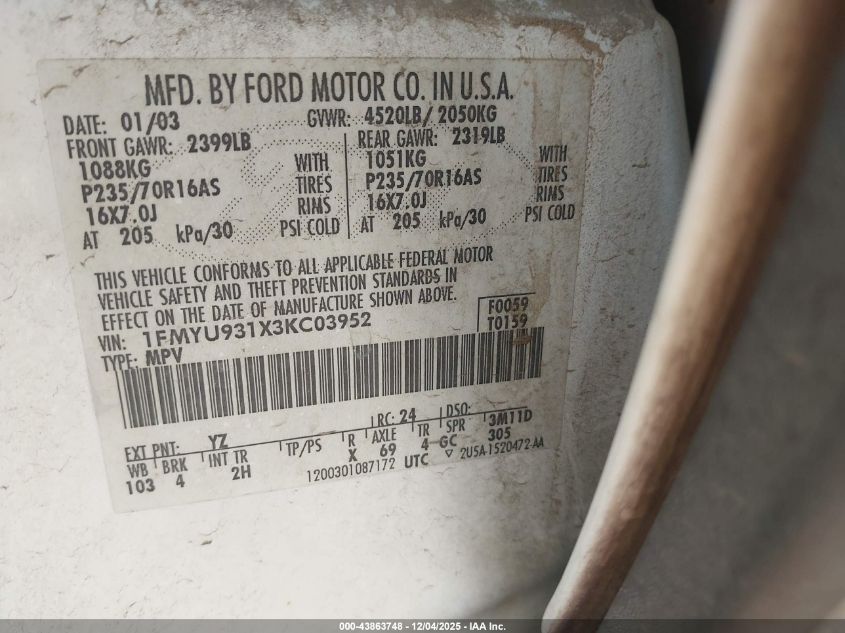 MFD. BY FORD MOTOR CO. IN U.S.A.
DATE: 01/03 GVWR: 4520LB/ 2050KG
FRONT GAWR: 2399LB REAR GAWR: 2319LB
1088KG WITH 1051KG WITH
P235/70R16AS TIRES P235/70R16AS TIRES
16X7.0J RIMS 16X7.0J RIMS
AT 205 kPa/30 PSI COLD AT 205 kPa/30 PSI COLD
THIS VEHICLE CONFORMS TO ALL APPLICABLE FEDERAL MOTOR
VEHICLE SAFETY AND THEFT PREVENTION STANDARDS IN
EFFECT ON THE DATE OF MANUFACTURE SHOWN ABOVE.
VIN: 1FMYU931X3KC03952 F0059
TYPE: MPV T0159
EXT PNT: YZ RC: 24 DSO: 3M11D
WB BRK INT TR TP/PS R AXLE TR SPR 305
103 4 2H X 69 4-GC
1200301087172 UTC ▽ 2U5A-1520472-AA
000-43863748 - 12/04/2025 - IAA Inc.